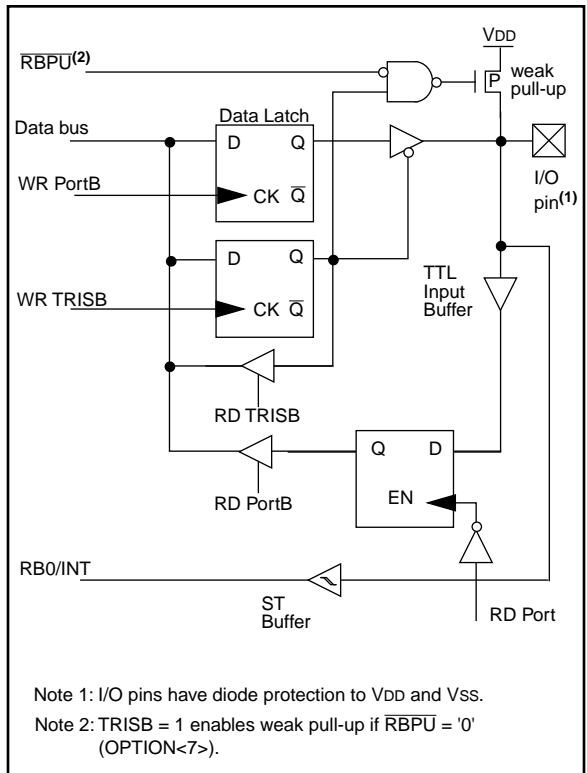 VDD
RBPU(2)
P
weak
pull-up
Data Latch
Data bus
D
Q
WR PortB
CK
Q
I/O
pin(1)
D
Q
TTL
Input
Buffer
WR TRISB
CK
Q
RD TRISB
Q
D
RD PortB
EN
RB0/INT
ST
Buffer
RD Port
Note 1: I/O pins have diode protection to VDD and VSS.
Note 2: TRISB = 1 enables weak pull-up if RBPU = '0'
(OPTION<7>).